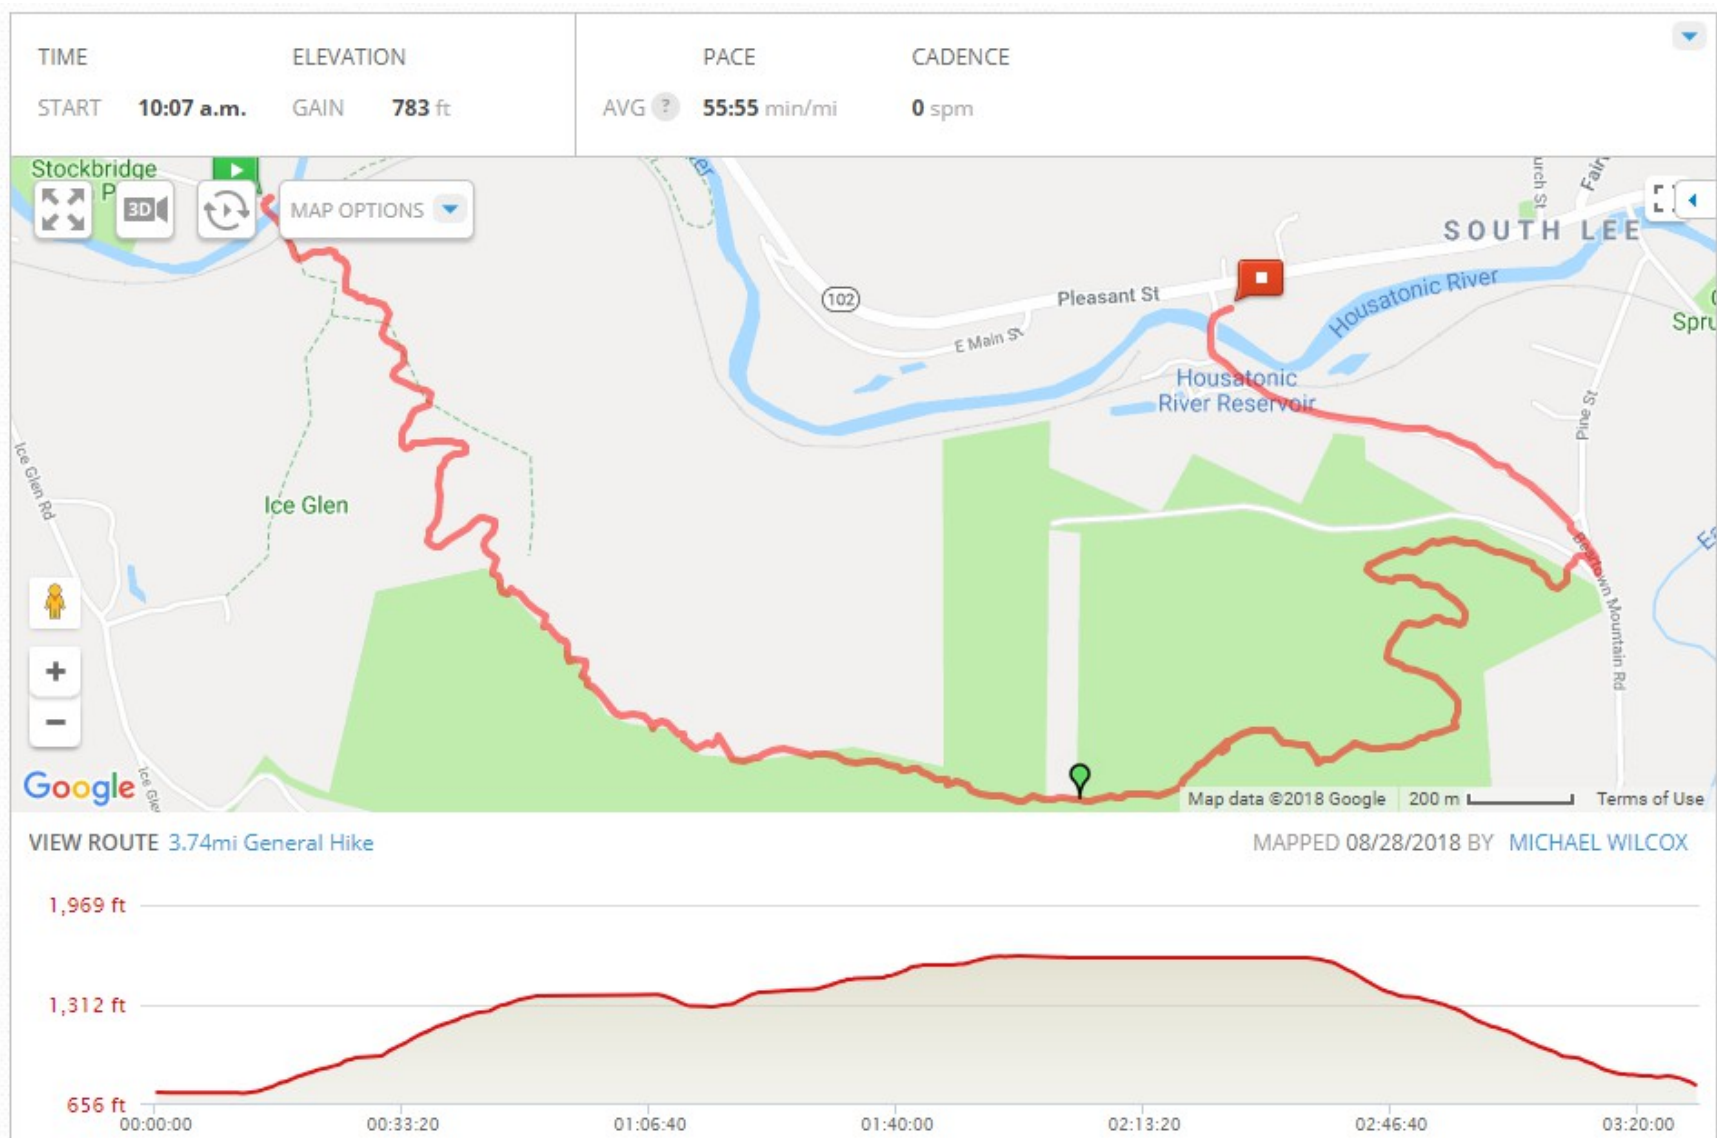 TIME ELEVATION PACE CADENCE
START 10:07 a.m. GAIN 783 ft AVG ? 55:55 min/mi 0 spm
Stockbridge
P
3D
MAP OPTIONS
SOUTH LEE
102
Pleasant St
E Main St
Housatonic River
Housatonic
River Reservoir
Pine St
Ice Glen Rd
Ice Glen
Beartown Mountain Rd
+
−
Google
Map data ©2018 Google 200 m Terms of Use
VIEW ROUTE 3.74mi General Hike MAPPED 08/28/2018 BY MICHAEL WILCOX
1,969 ft
1,312 ft
656 ft
00:00:00 00:33:20 01:06:40 01:40:00 02:13:20 02:46:40 03:20:00